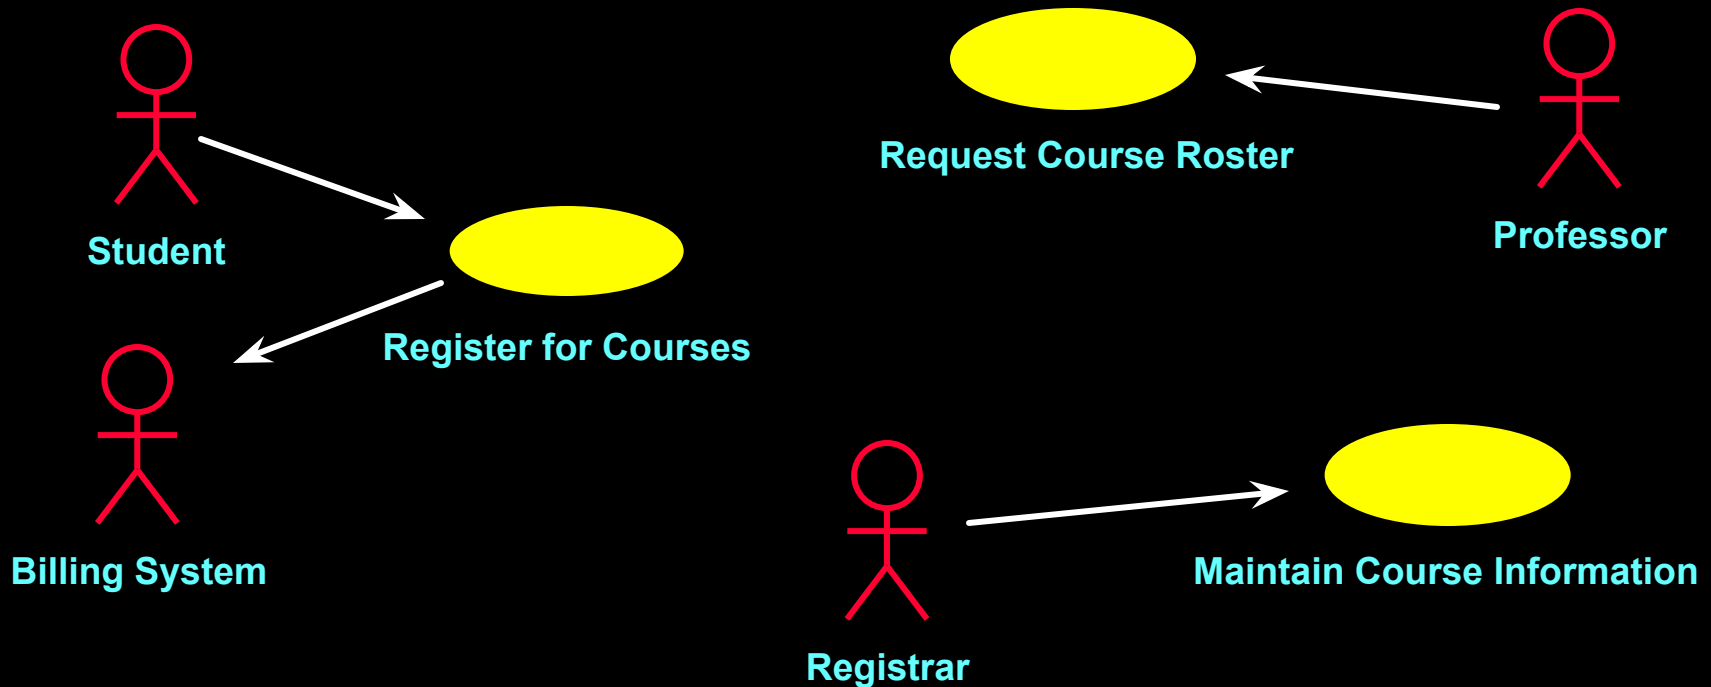 Request Course Roster
Student
Professor
Register for Courses
Billing System
Maintain Course Information
Registrar